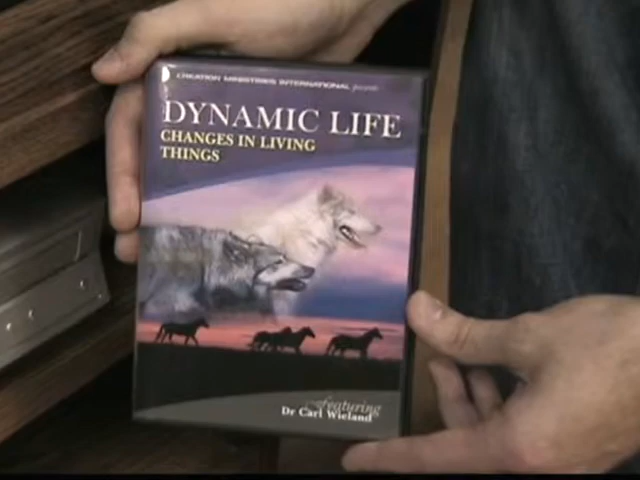 CREATION MINISTRIES INTERNATIONAL presents
DYNAMIC LIFE
CHANGES IN LIVING
THINGS
featuring
Dr Carl Wieland